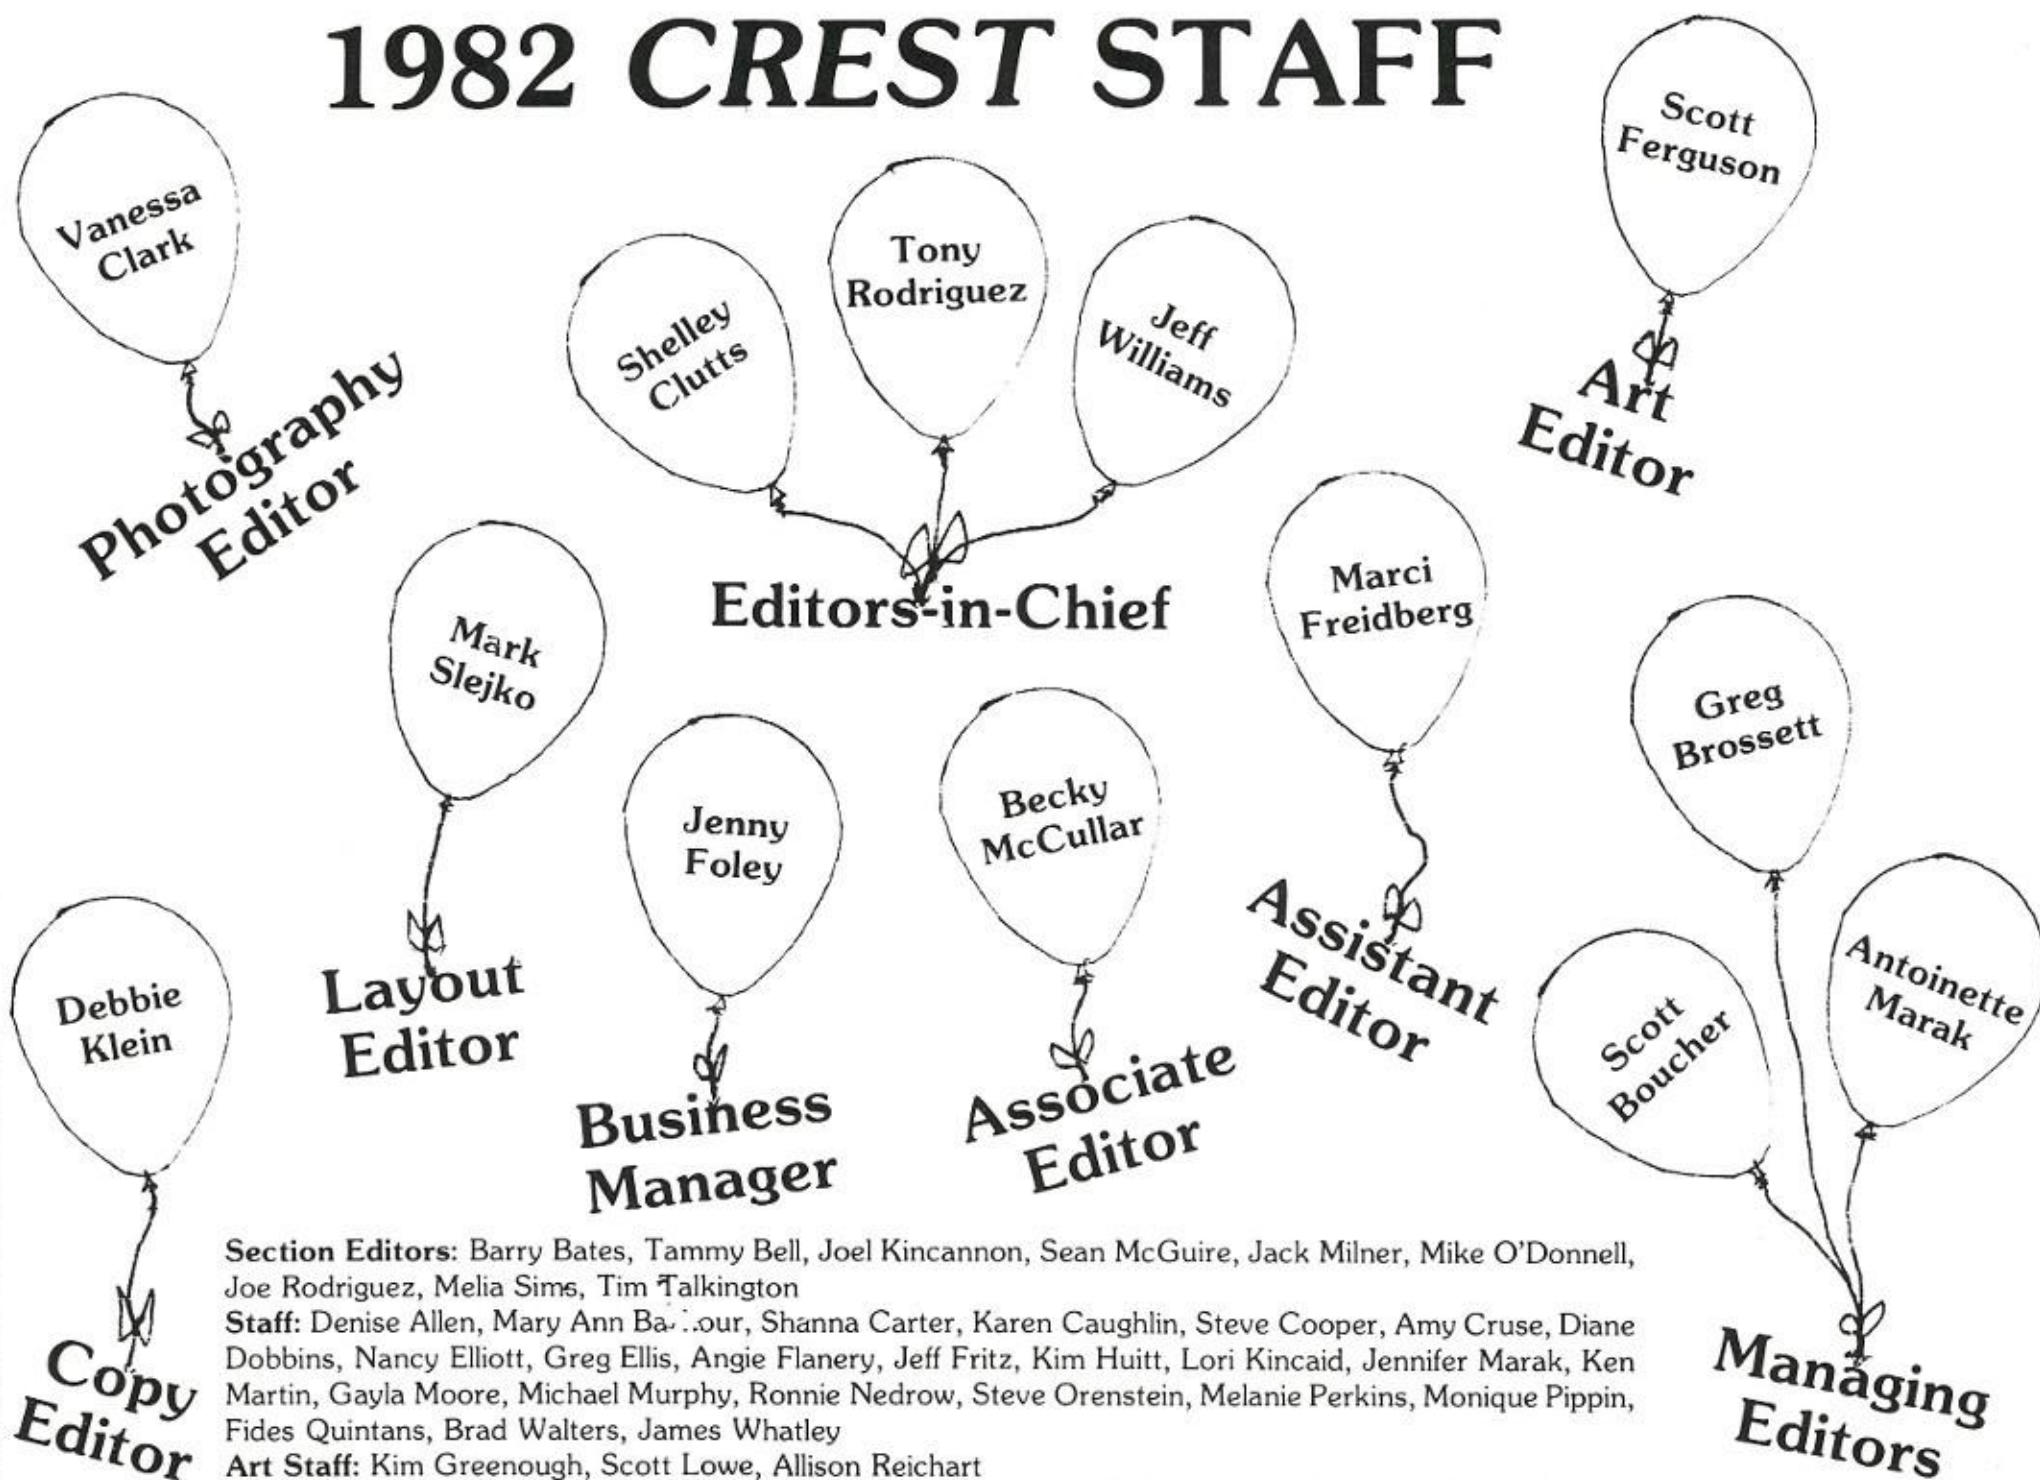 1982 CREST STAFF
Vanessa
Clark
Photography
Editor
Shelley
Clutts
Tony
Rodriguez
Jeff
Williams
Editors-in-Chief
Scott
Ferguson
Art
Editor
Mark
Slejko
Layout
Editor
Marci
Freidberg
Assistant
Editor
Jenny
Foley
Business
Manager
Becky
McCullar
Associate
Editor
Greg
Brossett
Scott
Boucher
Antoinette
Marak
Managing
Editors
Debbie
Klein
Copy
Editor
Section Editors: Barry Bates, Tammy Bell, Joel Kincannon, Sean McGuire, Jack Milner, Mike O'Donnell,
Joe Rodriguez, Melia Sims, Tim Talkington
Staff: Denise Allen, Mary Ann Shanna Carter, Karen Caughlin, Steve Cooper, Amy Cruse, Diane
Dobbins, Nancy Elliott, Greg Ellis, Angie Flanery, Jeff Fritz, Kim Huitt, Lori Kincaid, Jennifer Marak, Ken
Martin, Gayla Moore, Michael Murphy, Ronnie Nedrow, Steve Orenstein, Melanie Perkins, Monique Pippin,
Fides Quintans, Brad Walters, James Whatley
Art Staff: Kim Greenough, Scott Lowe, Allison Reichart